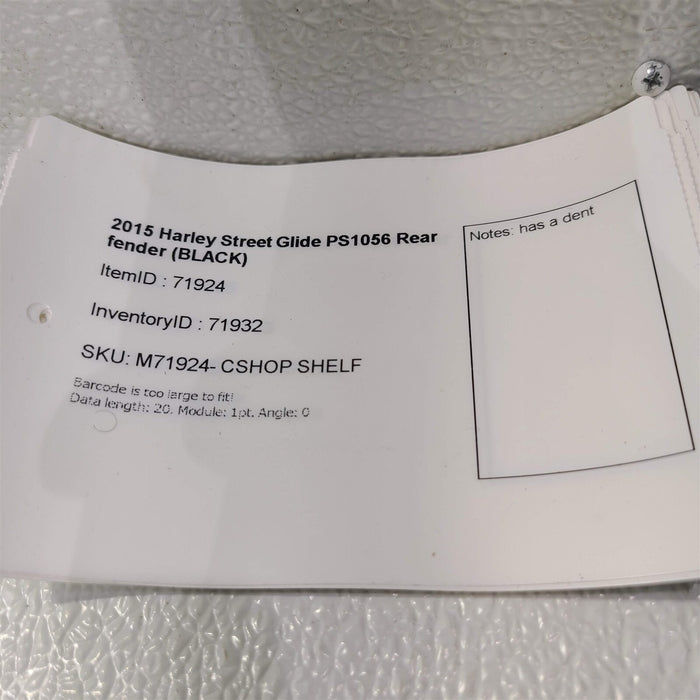 2015 Harley Street Glide PS1056 Rear
fender (BLACK)
ItemID : 71924
InventoryID : 71932
SKU: M71924- CSHOP SHELF
Barcode is too large to fit!
Data length: 20, Module: 1pt. Angle: 0
Notes: has a dent